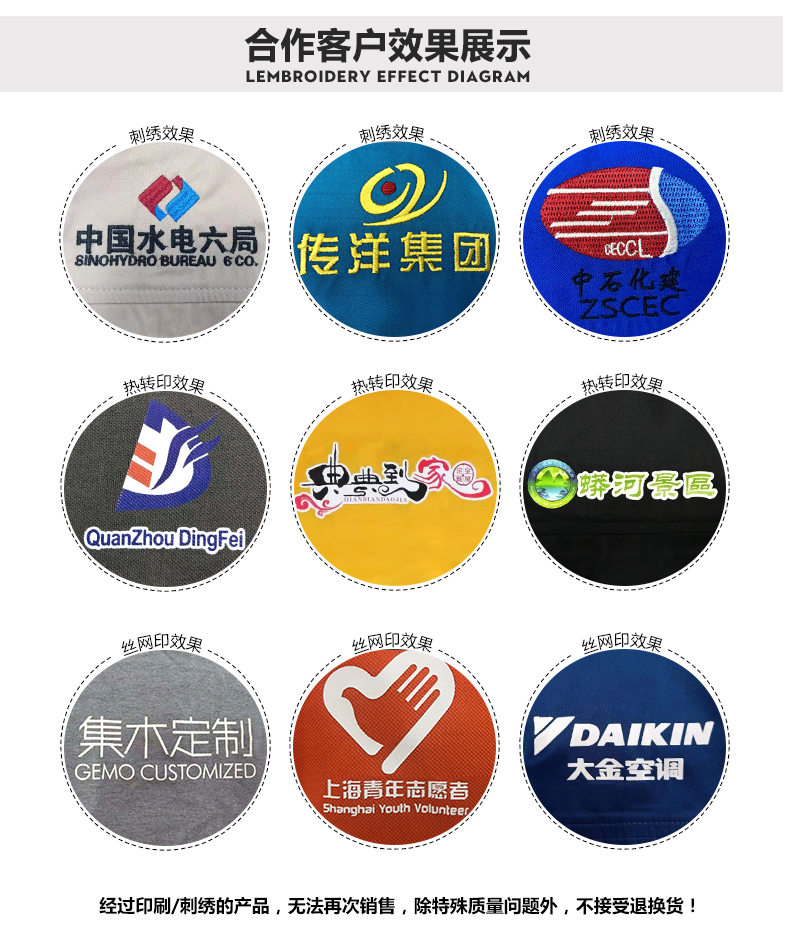 合作客户效果展示
LEMBROIDERY EFFECT DIAGRAM
刺绣效果
刺绣效果
刺绣效果
中国水电六局
SINOHYDRO BUREAU 6 CO.
传洋集团
CECCL
中石化建
ZSCEC
热转印效果
热转印效果
热转印效果
QuanZhou DingFei
典典到家
DIANDIANDAOJIA
蟒河景區
丝网印效果
丝网印效果
丝网印效果
集木定制
GEMO CUSTOMIZED
上海青年志愿者
Shanghai Youth Volunteer
DAIKIN
大金空调
经过印刷/刺绣的产品，无法再次销售，除特殊质量问题外，不接受退换货！